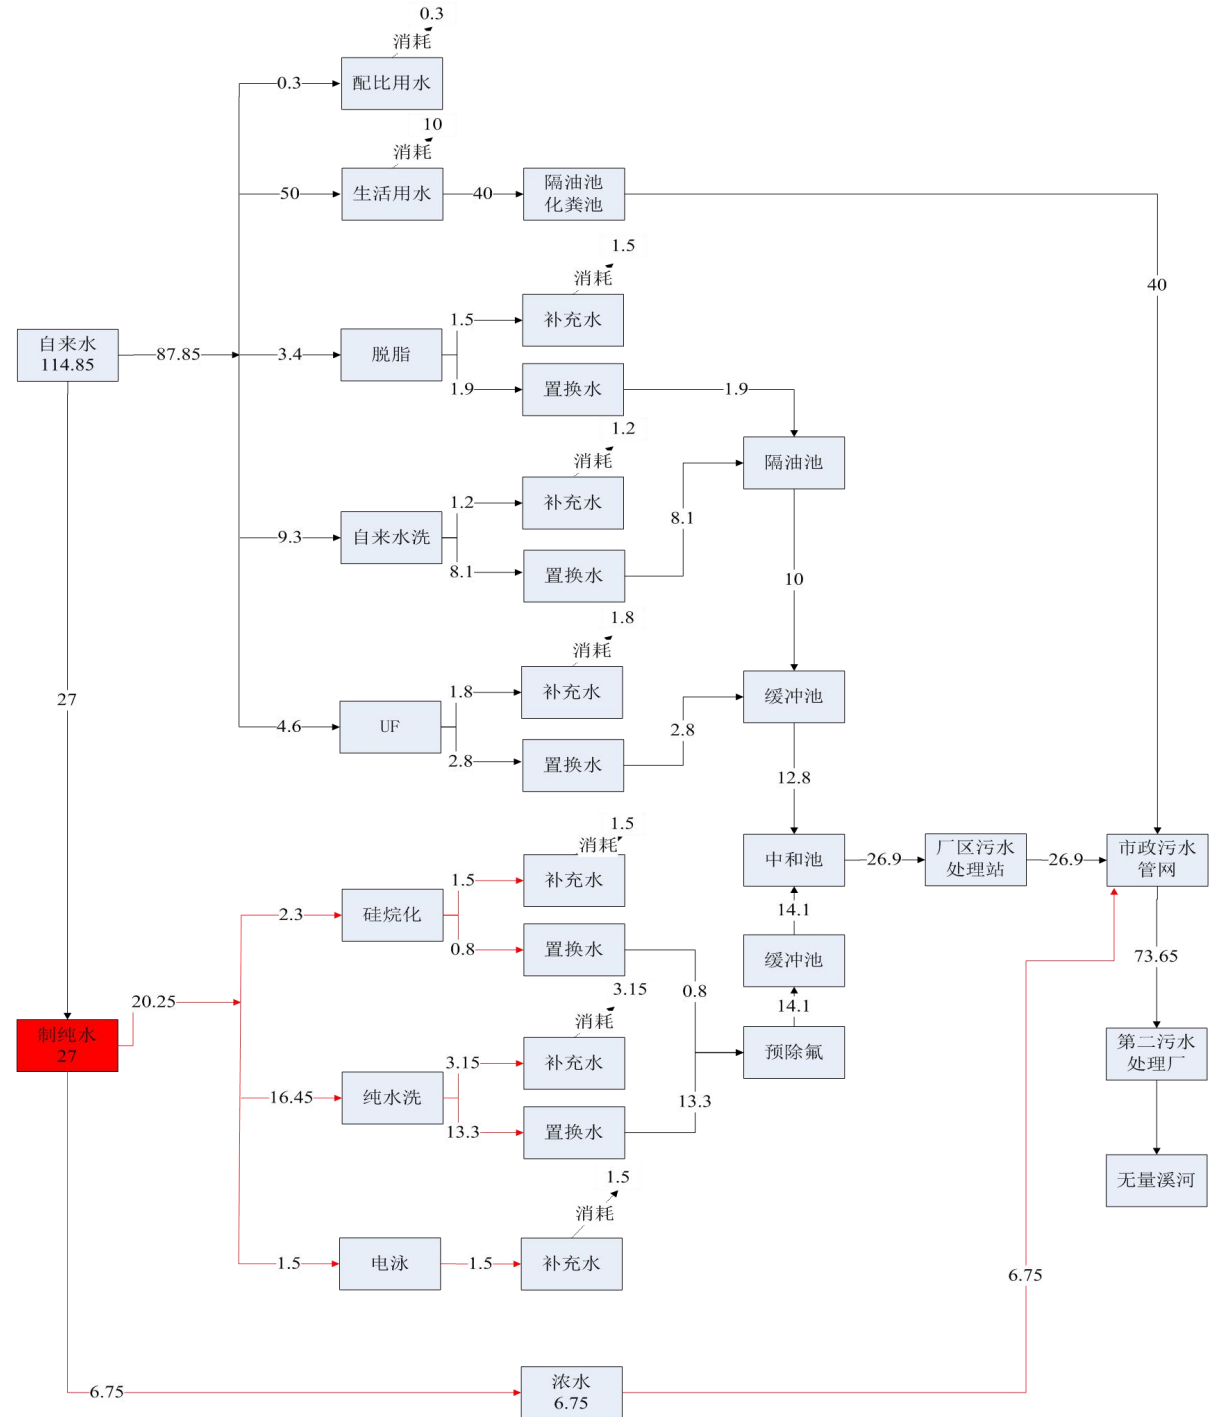 0.3
消耗
0.3
配比用水
10
消耗
50
生活用水
40
隔油池
化粪池
40
1.5
消耗
1.5
补充水
自来水
114.85
87.85
3.4
脱脂
1.9
置换水
1.9
隔油池
1.2
消耗
1.2
补充水
9.3
自来水洗
8.1
置换水
8.1
10
1.8
消耗
1.8
补充水
27
4.6
UF
2.8
置换水
2.8
缓冲池
12.8
1.5
消耗
1.5
补充水
中和池
26.9
厂区污水
处理站
26.9
市政污水
管网
2.3
硅烷化
0.8
置换水
0.8
14.1
缓冲池
14.1
73.65
20.25
制纯水
27
3.15
消耗
3.15
补充水
预除氟
第二污水
处理厂
16.45
纯水洗
13.3
置换水
13.3
无量溪河
1.5
消耗
1.5
电泳
1.5
补充水
6.75
6.75
浓水
6.75